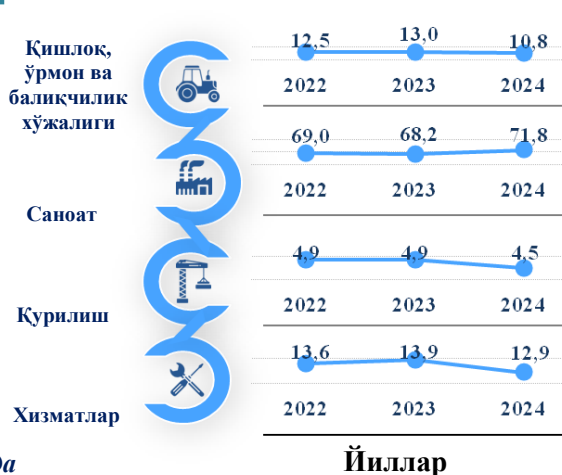 Қишлоқ,
ўрмон ва
балиқчилик
хўжалиги
12,5 13,0 10,8
2022 2023 2024
Саноат
69,0 68,2 71,8
2022 2023 2024
Қурилиш
4,9 4,9 4,5
2022 2023 2024
Хизматлар
13,6 13,9 12,9
2022 2023 2024
Йиллар